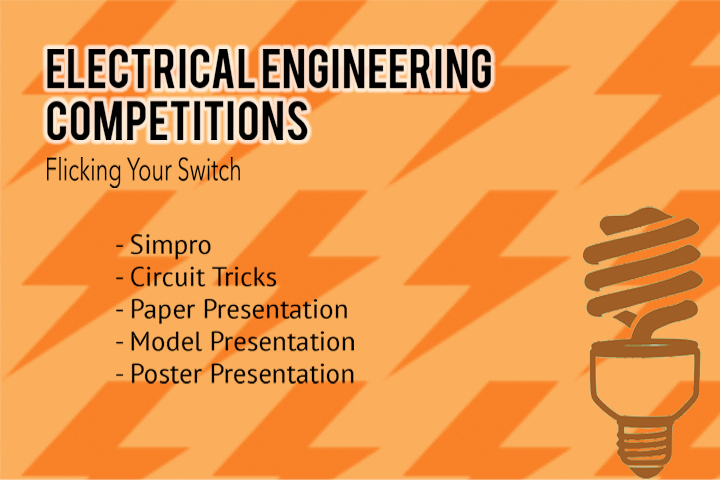 ELECTRICAL ENGINEERING
COMPETITIONS
Flicking Your Switch
- Simpro
- Circuit Tricks
- Paper Presentation
- Model Presentation
- Poster Presentation